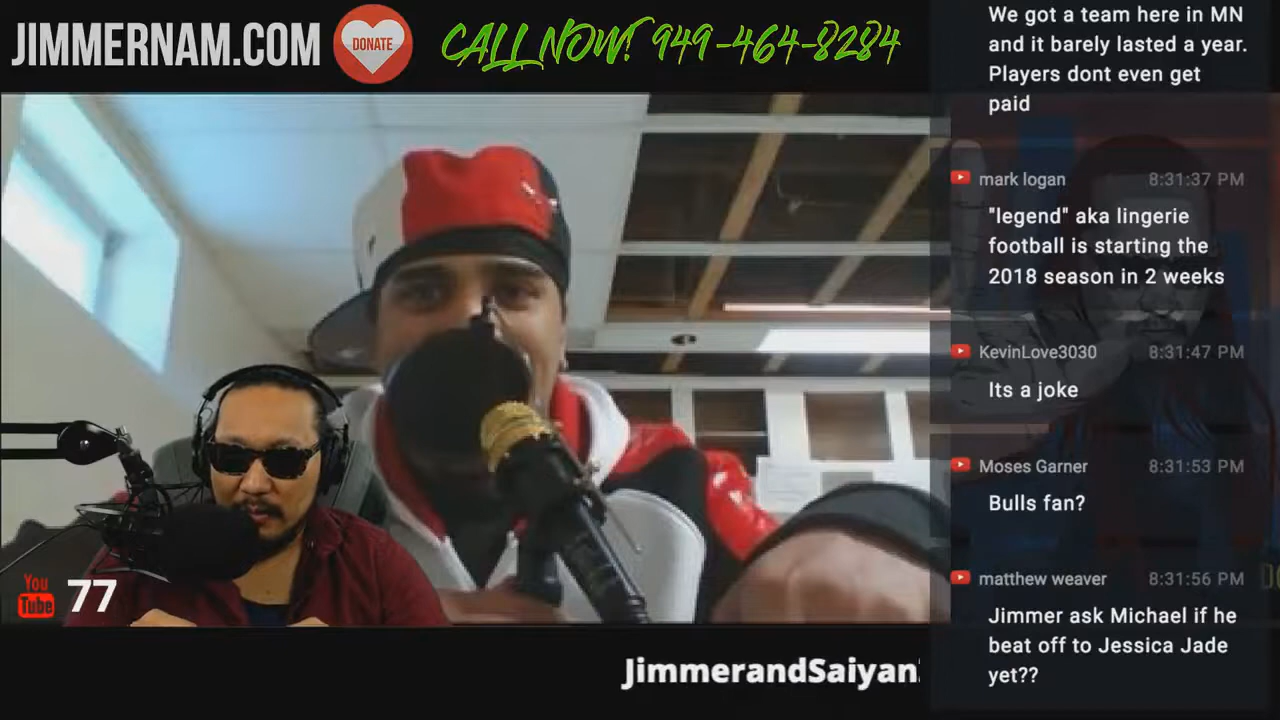 JIMMERNAM.COM
DONATE
CALL NOW! 949-464-8284
We got a team here in MN
and it barely lasted a year.
Players dont even get
paid
mark logan 8:31:37 PM
"legend" aka lingerie
football is starting the
2018 season in 2 weeks
KevinLove3030 8:31:47 PM
Its a joke
Moses Garner 8:31:53 PM
Bulls fan?
matthew weaver 8:31:56 PM
Jimmer ask Michael if he
beat off to Jessica Jade
yet??
You
Tube
77
JimmerandSaiyan